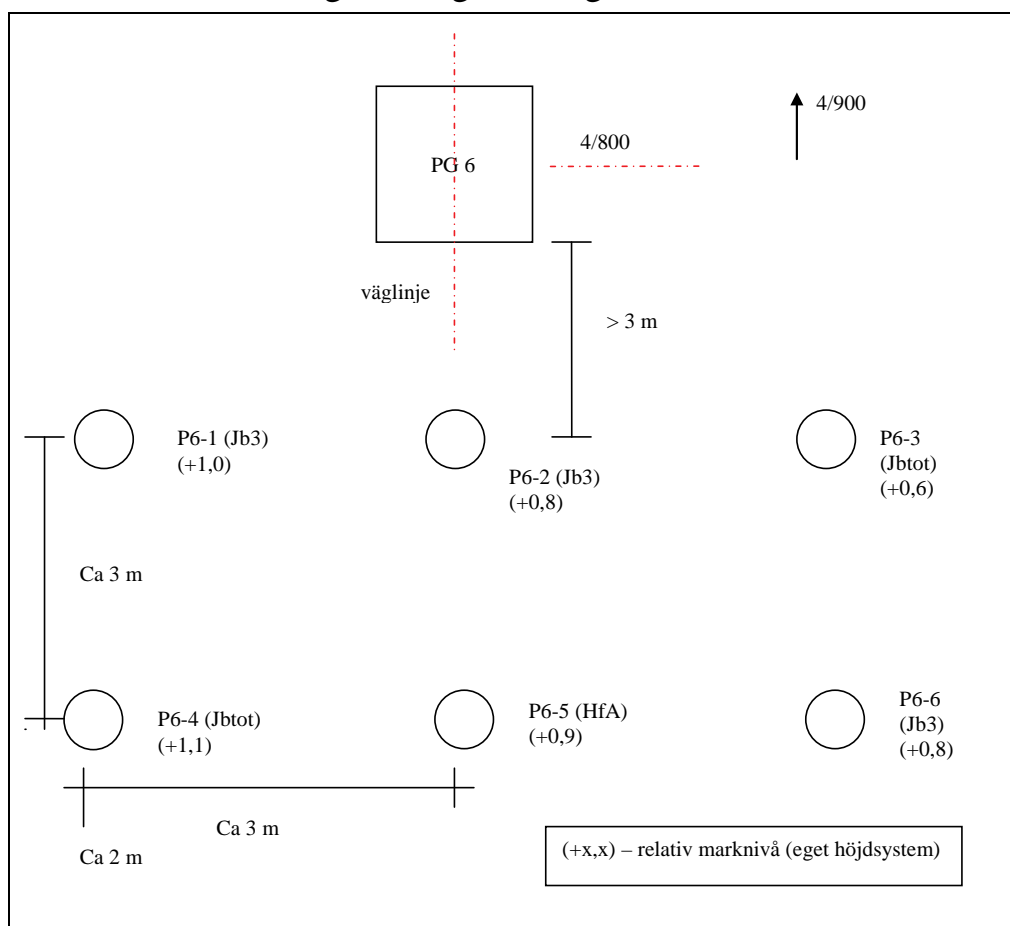 4/900
4/800
PG 6
väglinje
> 3 m
P6-1 (Jb3)
(+1,0)
P6-2 (Jb3)
(+0,8)
P6-3
(Jbtot)
(+0,6)
Ca 3 m
P6-4 (Jbtot)
(+1,1)
P6-5 (HfA)
(+0,9)
P6-6
(Jb3)
(+0,8)
Ca 3 m
Ca 2 m
(+x,x) – relativ marknivå (eget höjdsystem)